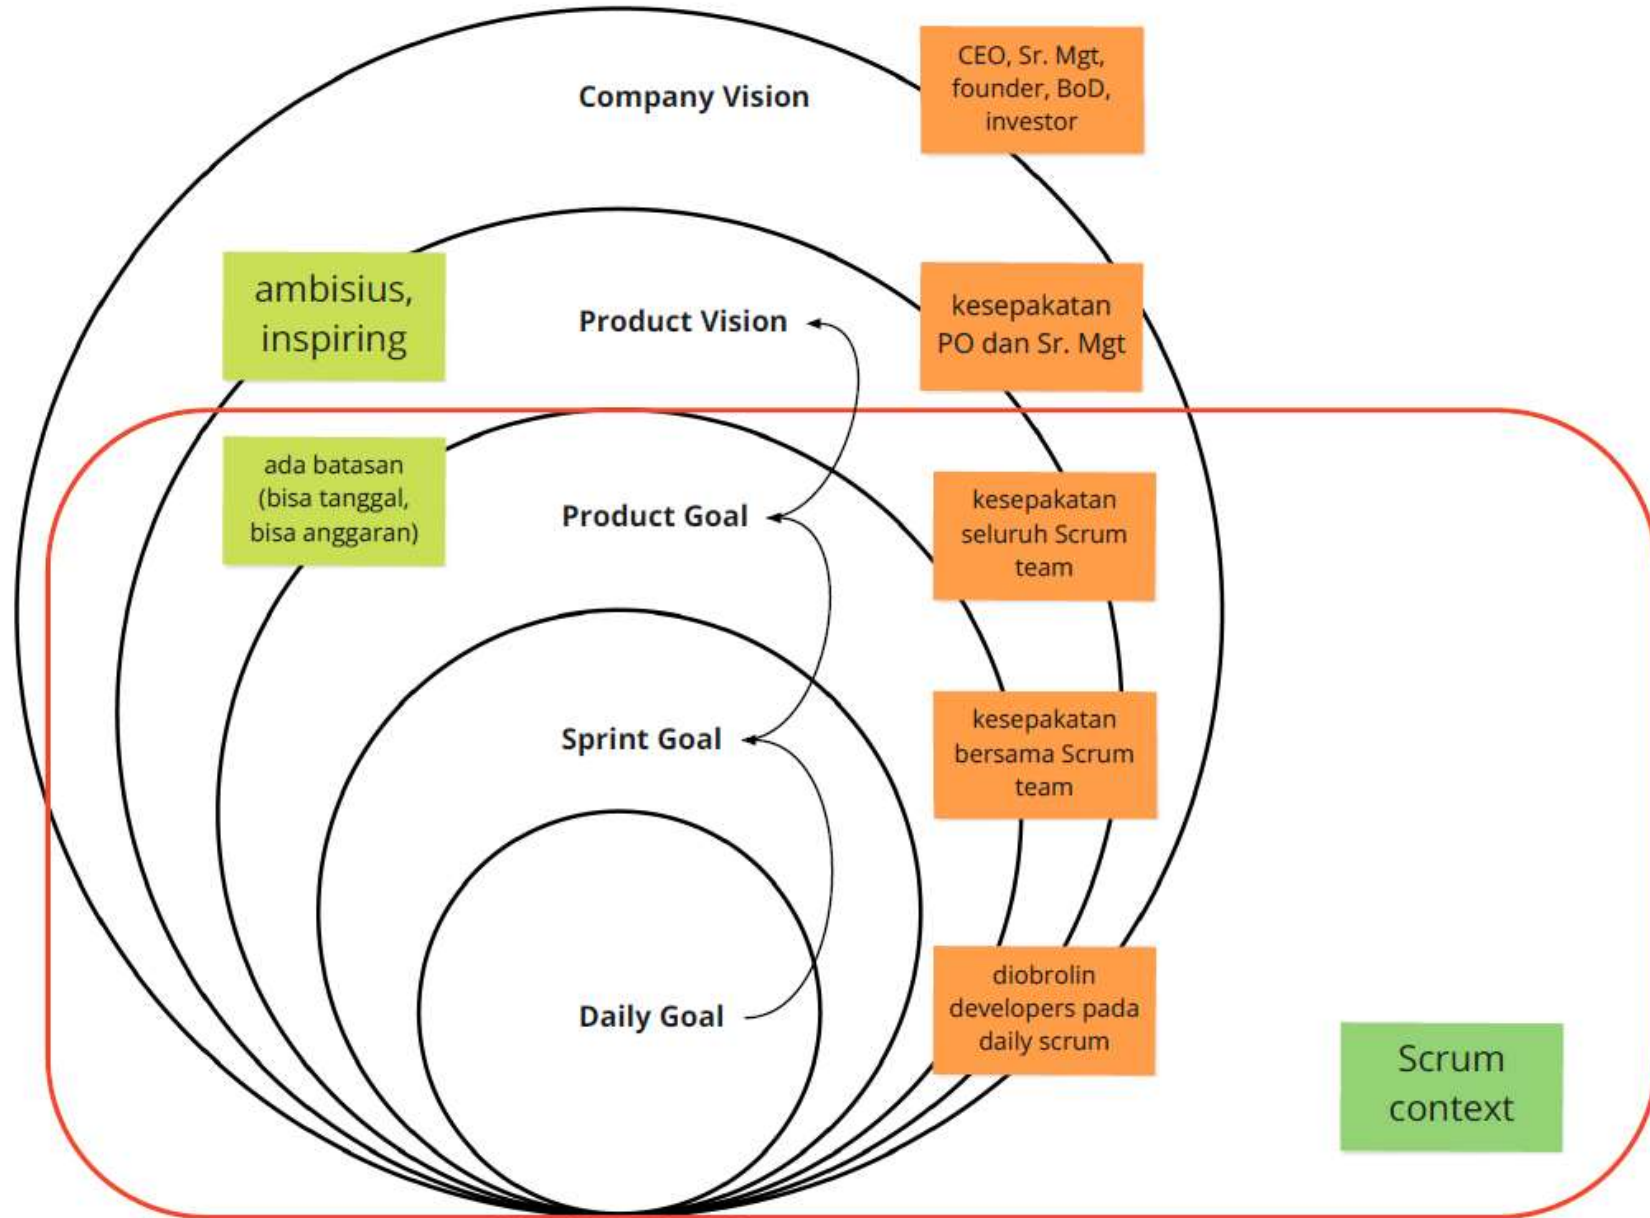 Company Vision
CEO, Sr. Mgt,
founder, BoD,
investor
ambisius,
inspiring
Product Vision
kesepakatan
PO dan Sr. Mgt
ada batasan
(bisa tanggal,
bisa anggaran)
Product Goal
kesepakatan
seluruh Scrum
team
Sprint Goal
kesepakatan
bersama Scrum
team
Daily Goal
diobrolin
developers pada
daily scrum
Scrum
context